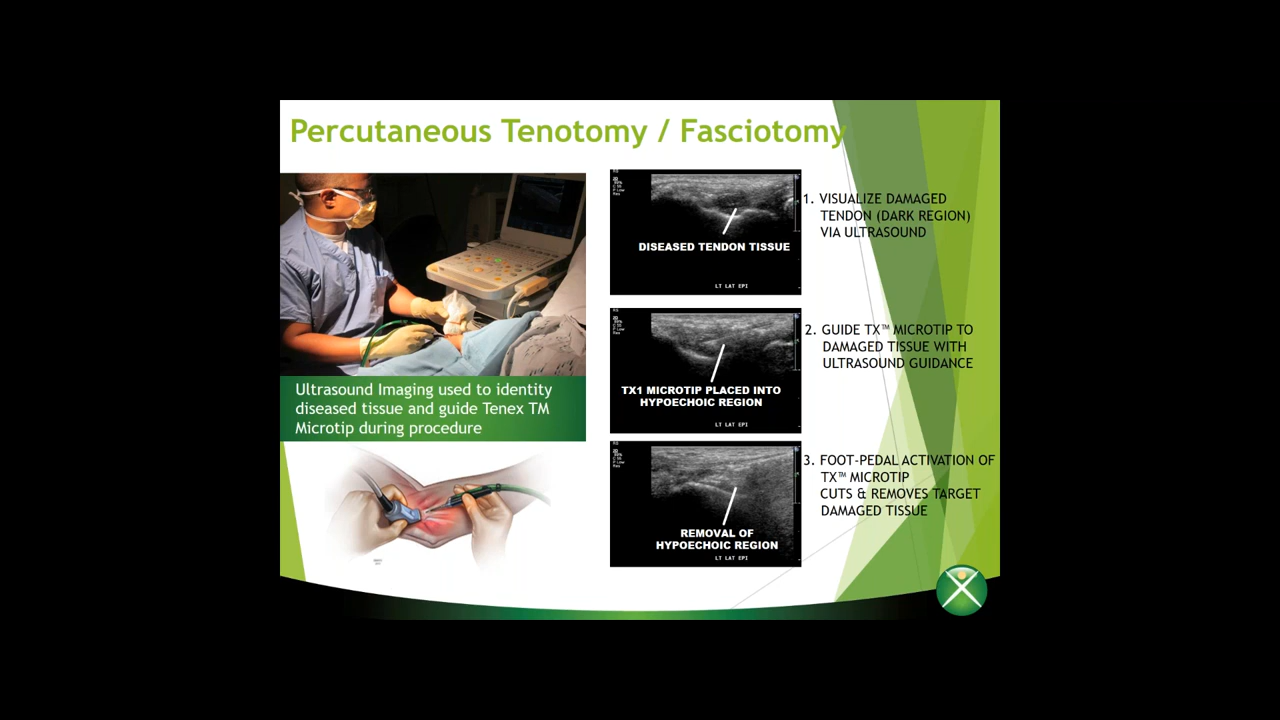 Percutaneous Tenotomy / Fasciotomy
Ultrasound Imaging used to identity
diseased tissue and guide Tenex TM
Microtip during procedure
DISEASED TENDON TISSUE
LT LAT EPI
1. VISUALIZE DAMAGED
TENDON (DARK REGION)
VIA ULTRASOUND
TX1 MICROTIP PLACED INTO
HYPOECHOIC REGION
LT LAT EPI
2. GUIDE TX™ MICROTIP TO
DAMAGED TISSUE WITH
ULTRASOUND GUIDANCE
REMOVAL OF
HYPOECHOIC REGION
LT LAT EPI
3. FOOT-PEDAL ACTIVATION OF
TX™ MICROTIP
CUTS & REMOVES TARGET
DAMAGED TISSUE